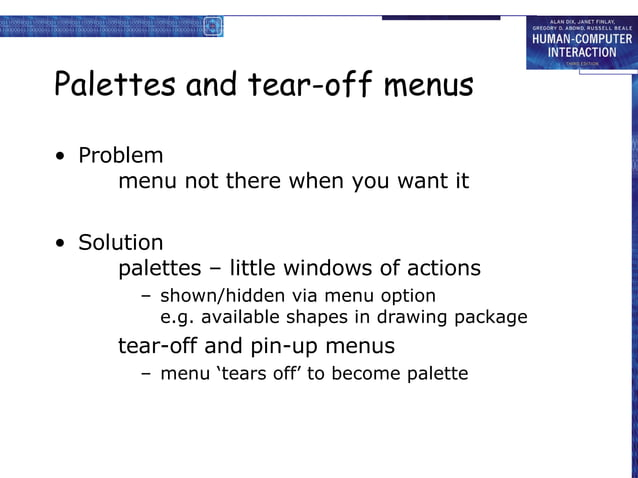 ALAN DIX, JANET FINLAY,
GREGORY D. ABOWD, RUSSELL BEALE
HUMAN-COMPUTER
INTERACTION
THIRD EDITION
Palettes and tear-off menus
• Problem
menu not there when you want it
• Solution
palettes – little windows of actions
– shown/hidden via menu option
e.g. available shapes in drawing package
tear-off and pin-up menus
– menu ‘tears off’ to become palette